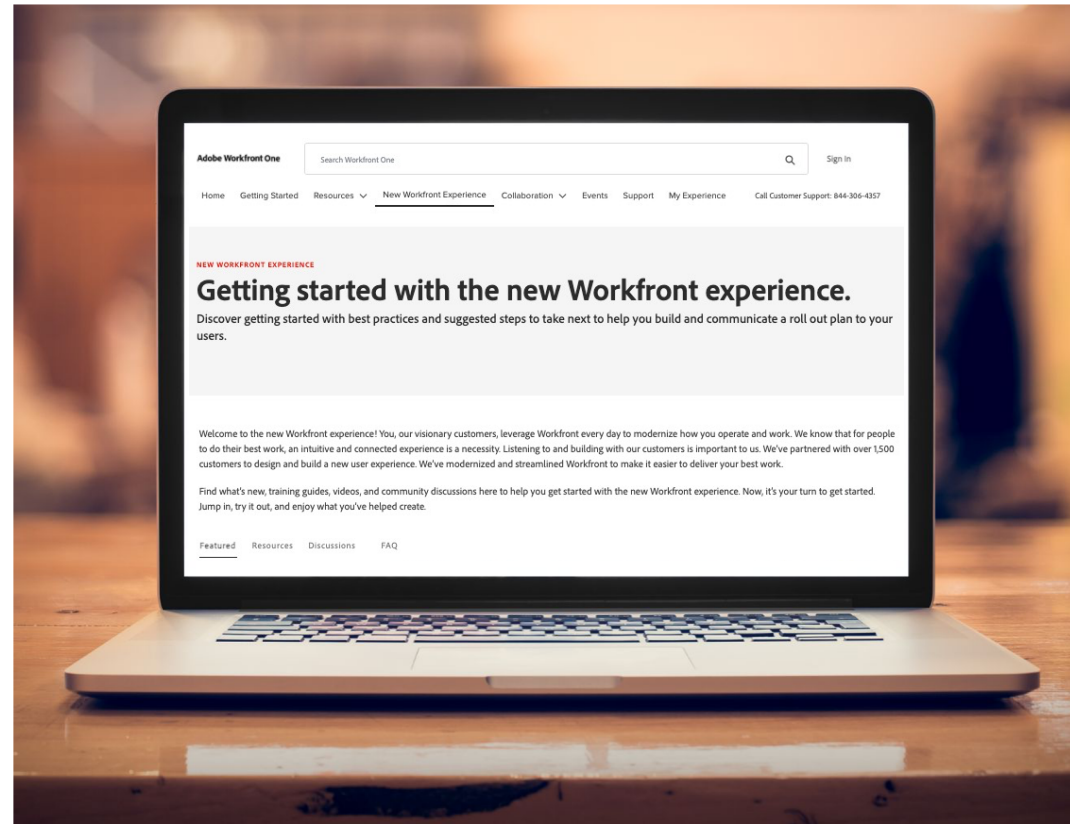 Adobe Workfront One
Search Workfront One
Sign In
Home Getting Started Resources New Workfront Experience Collaboration Events Support My Experience Call Customer Support: 844-306-4357
NEW WORKFRONT EXPERIENCE
Getting started with the new Workfront experience.
Discover getting started with best practices and suggested steps to take next to help you build and communicate a roll out plan to your
users.
Welcome to the new Workfront experience! You, our visionary customers, leverage Workfront every day to modernize how you operate and work. We know that for people
to do their best work, an intuitive and connected experience is a necessity. Listening to and building with our customers is important to us. We've partnered with over 1,500
customers to design and build a new user experience. We've modernized and streamlined Workfront to make it easier to deliver your best work.
Find what's new, training guides, videos, and community discussions here to help you get started with the new Workfront experience. Now, it's your turn to get started.
Jump in, try it out, and enjoy what you've helped create.
Featured Resources Discussions FAQ